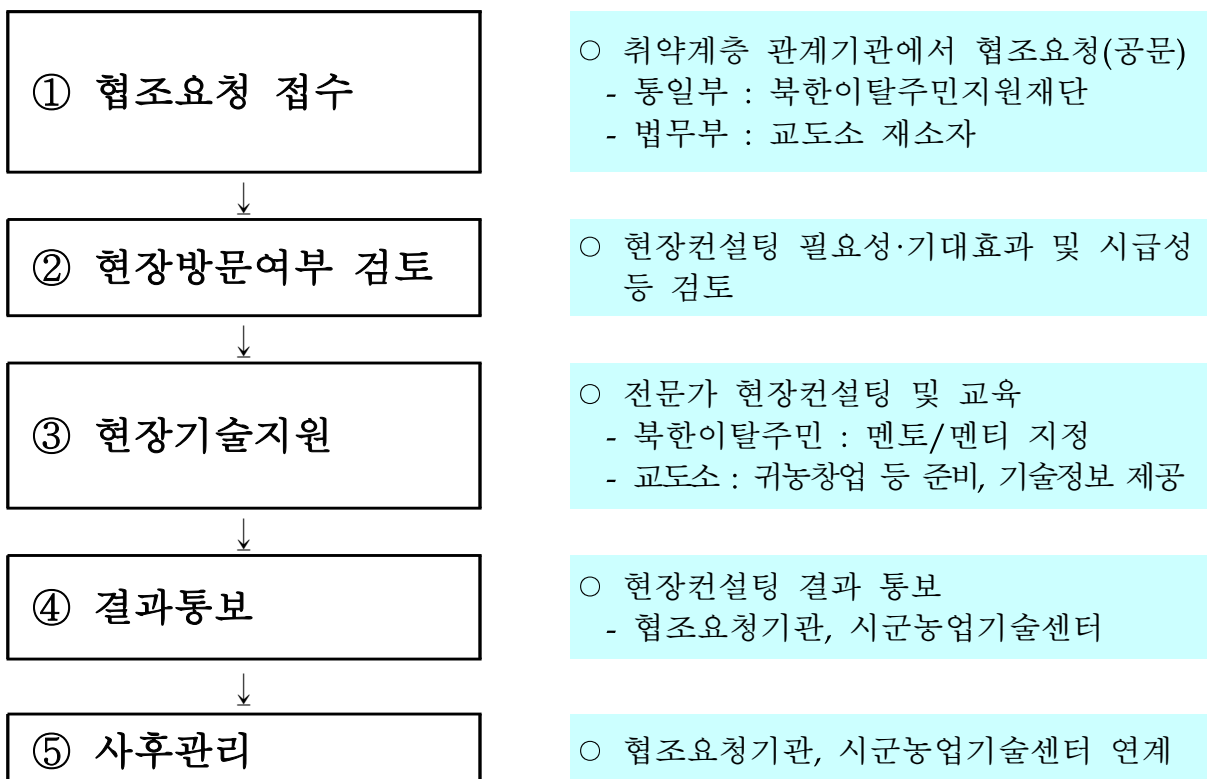 ① 협조요청 접수
○ 취약계층 관계기관에서 협조요청(공문)
- 통일부 : 북한이탈주민지원재단
- 법무부 : 교도소 재소자
↓
② 현장방문여부 검토
○ 현장컨설팅 필요성·기대효과 및 시급성
등 검토
↓
③ 현장기술지원
○ 전문가 현장컨설팅 및 교육
- 북한이탈주민 : 멘토/멘티 지정
- 교도소 : 귀농창업 등 준비, 기술정보 제공
↓
④ 결과통보
○ 현장컨설팅 결과 통보
- 협조요청기관, 시군농업기술센터
↓
⑤ 사후관리
○ 협조요청기관, 시군농업기술센터 연계